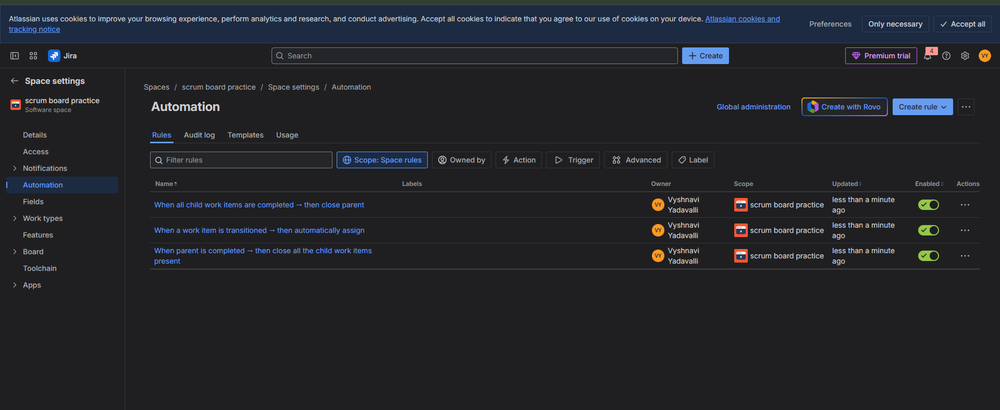 Atlassian uses cookies to improve your browsing experience, perform analytics and research, and conduct advertising. Accept all cookies to indicate that you agree to our use of cookies on your device. Atlassian cookies and
tracking notice
Preferences
Only necessary
Accept all
Jira
Search
Create
Premium trial
4
VY
Space settings
scrum board practice
Software space
Details
Access
Notifications
Automation
Fields
Work types
Features
Board
Toolchain
Apps
Spaces / scrum board practice / Space settings / Automation
Automation
Global administration
Create with Rovo
Create rule
Rules
Audit log
Templates
Usage
Filter rules
Scope: Space rules
Owned by
Action
Trigger
Advanced
Label
Name
Labels
Owner
Scope
Updated
Enabled
Actions
When all child work items are completed → then close parent
VY
Vyshnavi
Yadavalli
scrum board practice
less than a minute
ago
When a work item is transitioned → then automatically assign
VY
Vyshnavi
Yadavalli
scrum board practice
less than a minute
ago
When parent is completed → then close all the child work items
present
VY
Vyshnavi
Yadavalli
scrum board practice
less than a minute
ago